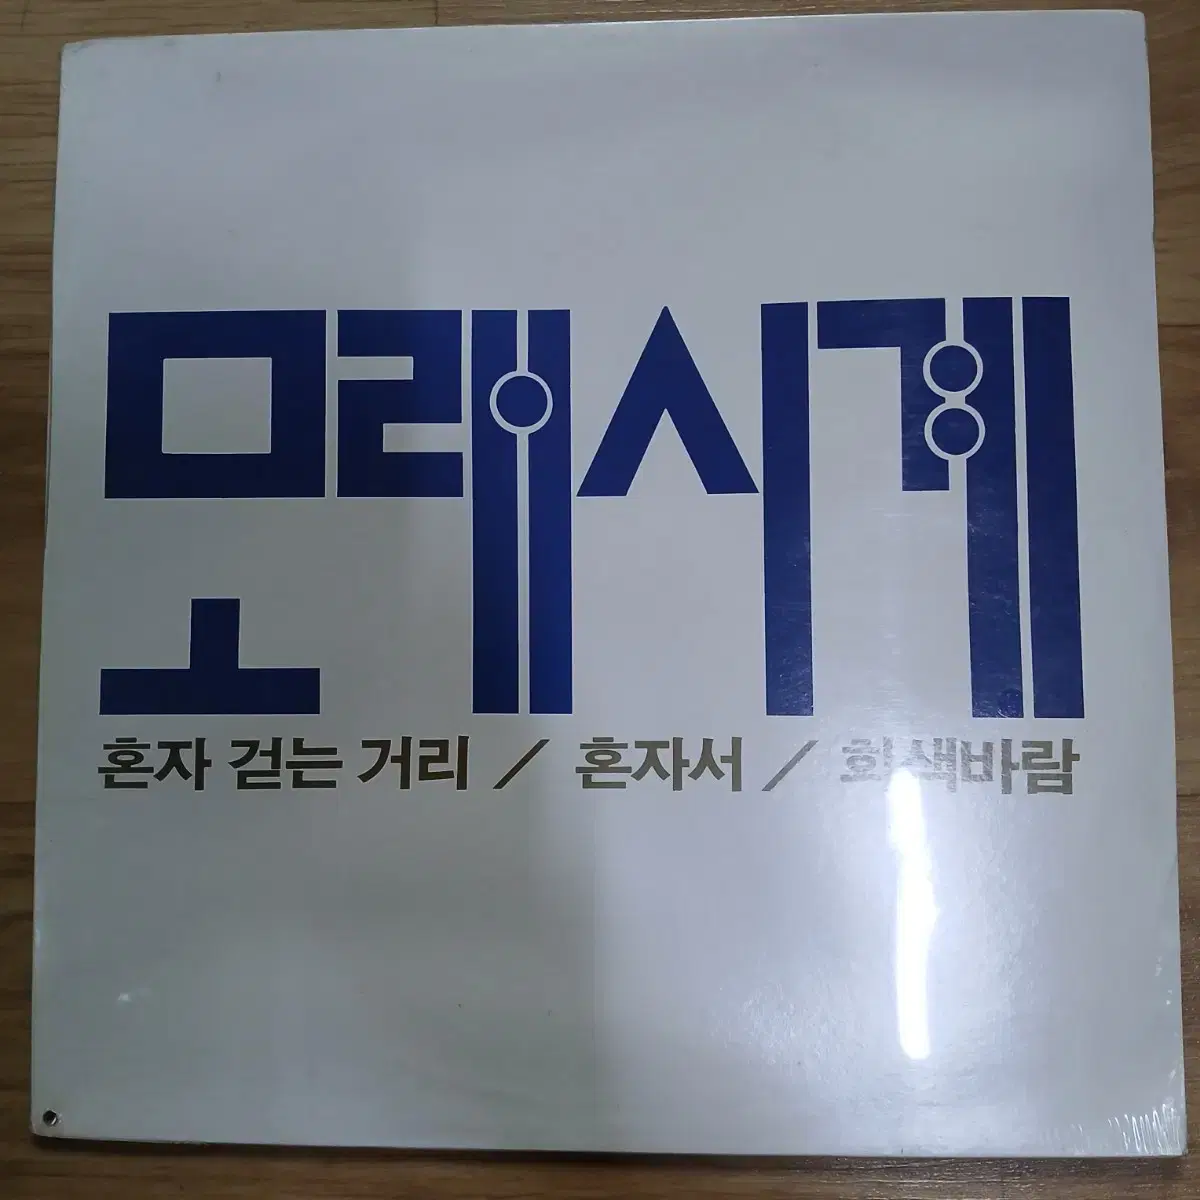 모래시계
혼자 걷는 거리 / 혼자서 / 회색바람